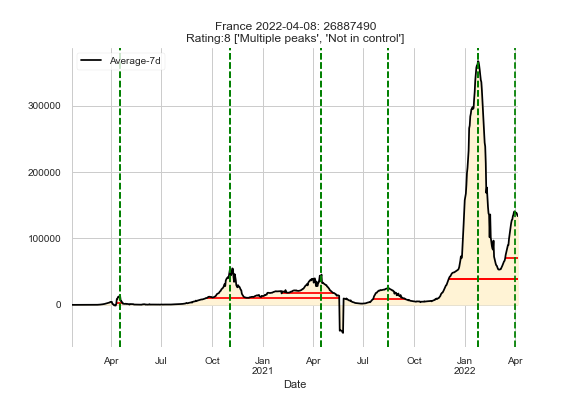 France 2022-04-08: 26887490
Rating:8 ['Multiple peaks', 'Not in control']
Average-7d
300000
200000
100000
0
Apr
Jul
Oct
Jan
2021
Apr
Jul
Oct
Jan
2022
Apr
Date